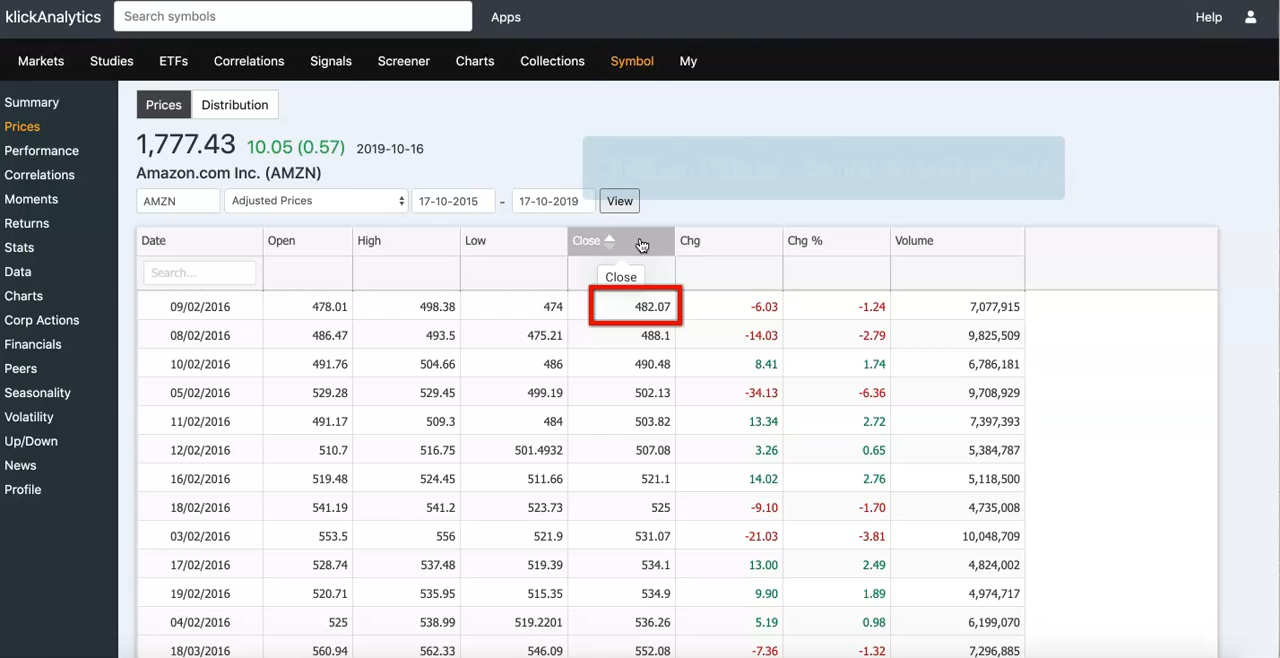 klickAnalytics Search symbols Apps Help
Markets Studies ETFs Correlations Signals Screener Charts Collections Symbol My
Summary
Prices
Performance
Correlations
Moments
Returns
Stats
Data
Charts
Corp Actions
Financials
Peers
Seasonality
Volatility
Up/Down
News
Profile
Prices Distribution
1,777.43 10.05 (0.57) 2019-10-16
Amazon.com Inc. (AMZN)
AMZN Adjusted Prices 17-10-2015 - 17-10-2019 View
Date Open High Low Close Chg Chg % Volume
Search... Close
09/02/2016 478.01 498.38 474 482.07 -6.03 -1.24 7,077,915
08/02/2016 486.47 493.5 475.21 488.1 -14.03 -2.79 9,825,509
10/02/2016 491.76 504.66 486 490.48 8.41 1.74 6,786,181
05/02/2016 529.28 529.45 499.19 502.13 -34.13 -6.36 9,708,929
11/02/2016 491.17 509.3 484 503.82 13.34 2.72 7,397,393
12/02/2016 510.7 516.75 501.4932 507.08 3.26 0.65 5,384,787
16/02/2016 519.48 524.45 511.66 521.1 14.02 2.76 5,118,500
18/02/2016 541.19 541.2 523.73 525 -9.10 -1.70 4,735,008
03/02/2016 553.5 556 521.9 531.07 -21.03 -3.81 10,048,709
17/02/2016 528.74 537.48 519.39 534.1 13.00 2.49 4,824,002
19/02/2016 520.71 535.95 515.35 534.9 9.90 1.89 4,974,717
04/02/2016 525 538.99 519.2201 536.26 5.19 0.98 6,199,070
18/03/2016 560.94 562.33 546.09 552.08 -7.36 -1.32 7,296,885